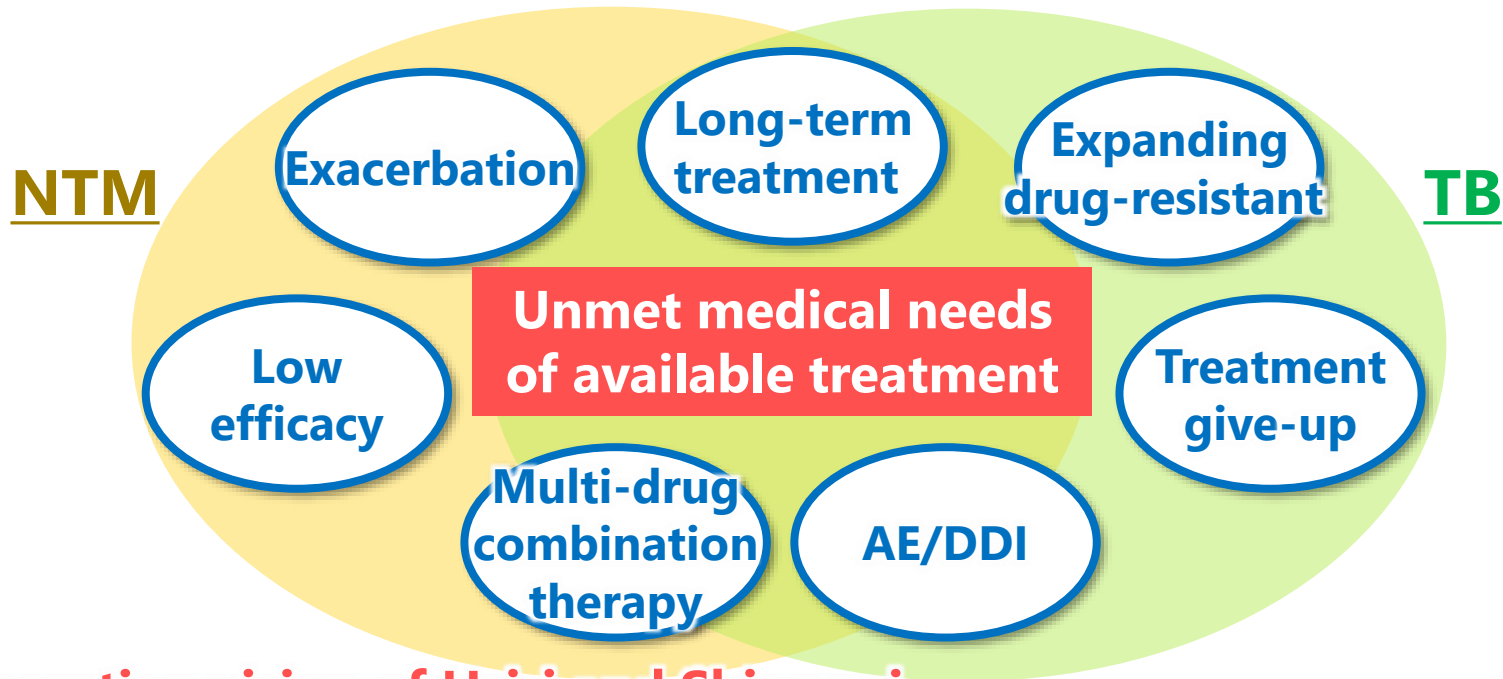 NTM
Exacerbation
Long-term
treatment
Expanding
drug-resistant
TB
Unmet medical needs
of available treatment
Low
efficacy
Treatment
give-up
Multi-drug
combination
therapy
AE/DDI